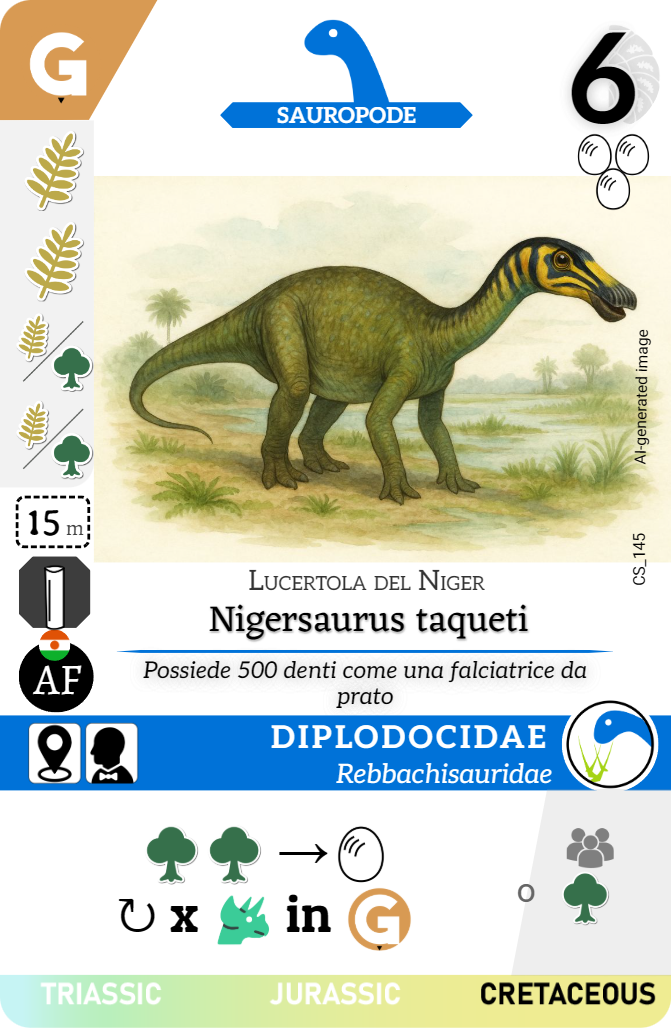 G
SAUROPODE
6
15 m
AF
AI-generated image
CS_145
Lucertola del Niger
Nigersaurus taqueti
Possiede 500 denti come una falciatrice da
prato
DIPLODOCIDAE
Rebbachisauridae
x in G
o
TRIASSIC JURASSIC CRETACEOUS